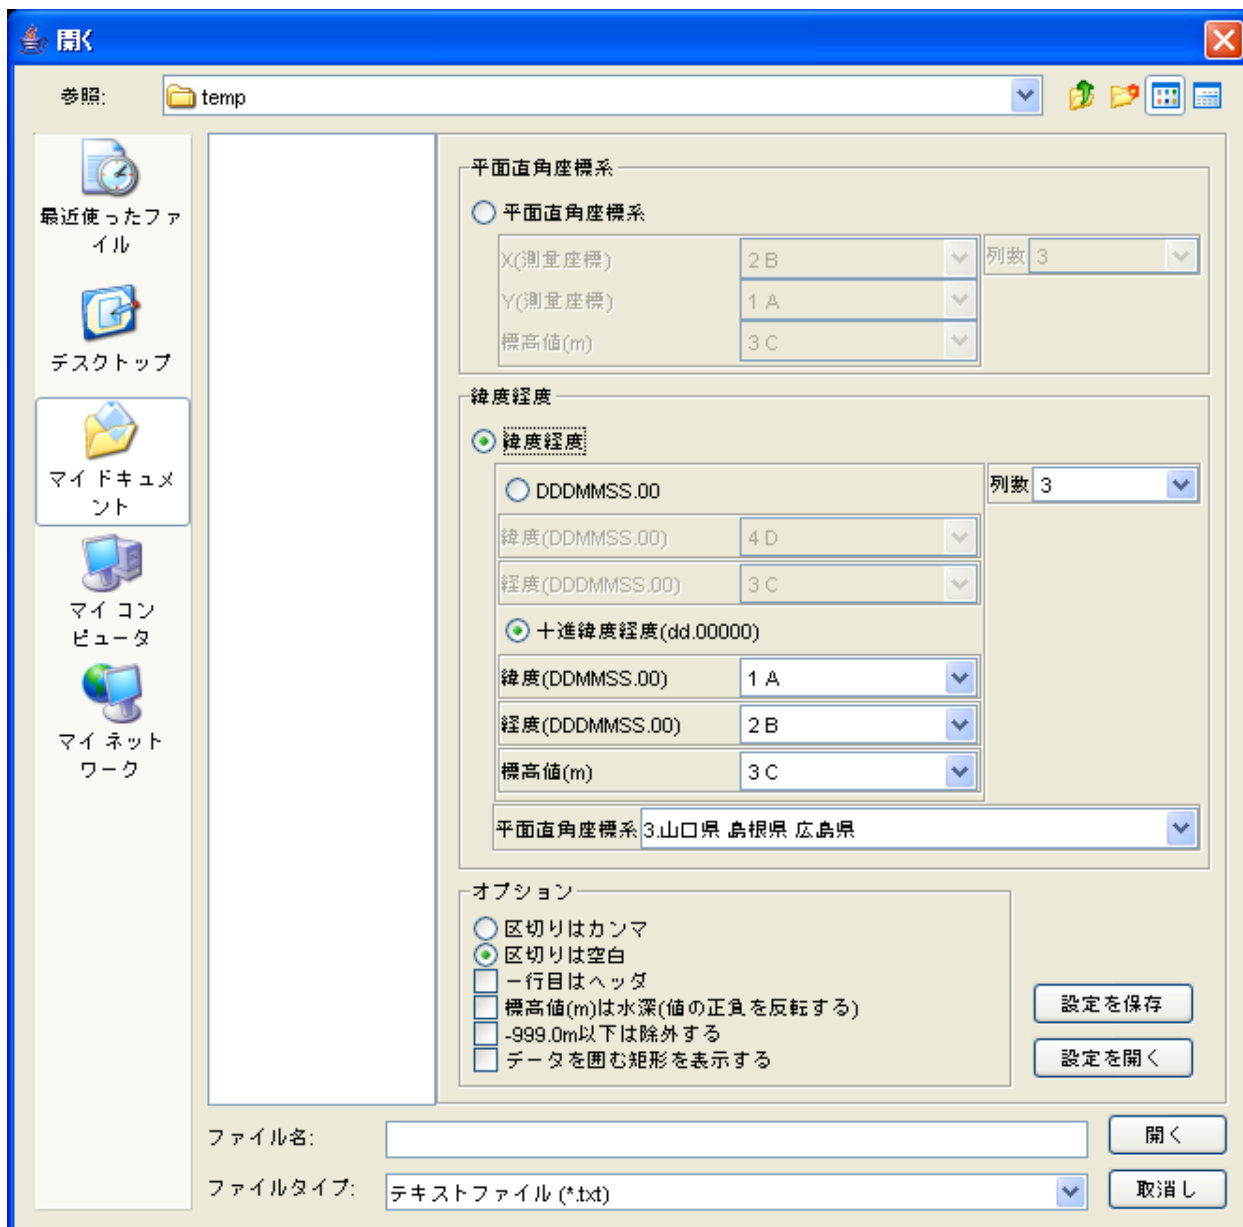 開く
参照:
temp
最近使ったファ
イル
デスクトップ
マイ ドキュメ
ント
マイ コン
ピュータ
マイ ネット
ワーク
平面直角座標系
平面直角座標系
X(測量座標) 2 B 列数 3
Y(測量座標) 1 A
標高値(m) 3 C
緯度経度
緯度経度
DDDMMSS.00 列数 3
緯度(DDMMSS.00) 4 D
経度(DDDMMSS.00) 3 C
十進緯度経度(dd.00000)
緯度(DDMMSS.00) 1 A
経度(DDDMMSS.00) 2 B
標高値(m) 3 C
平面直角座標系 3.山口県 島根県 広島県
オプション
区切りはカンマ
区切りは空白
一行目はヘッダ
標高値(m)は水深(値の正負を反転する)
-999.0m以下は除外する
データを囲む矩形を表示する
設定を保存
設定を開く
ファイル名:
開く
ファイルタイプ: テキストファイル (*.txt)
取消し